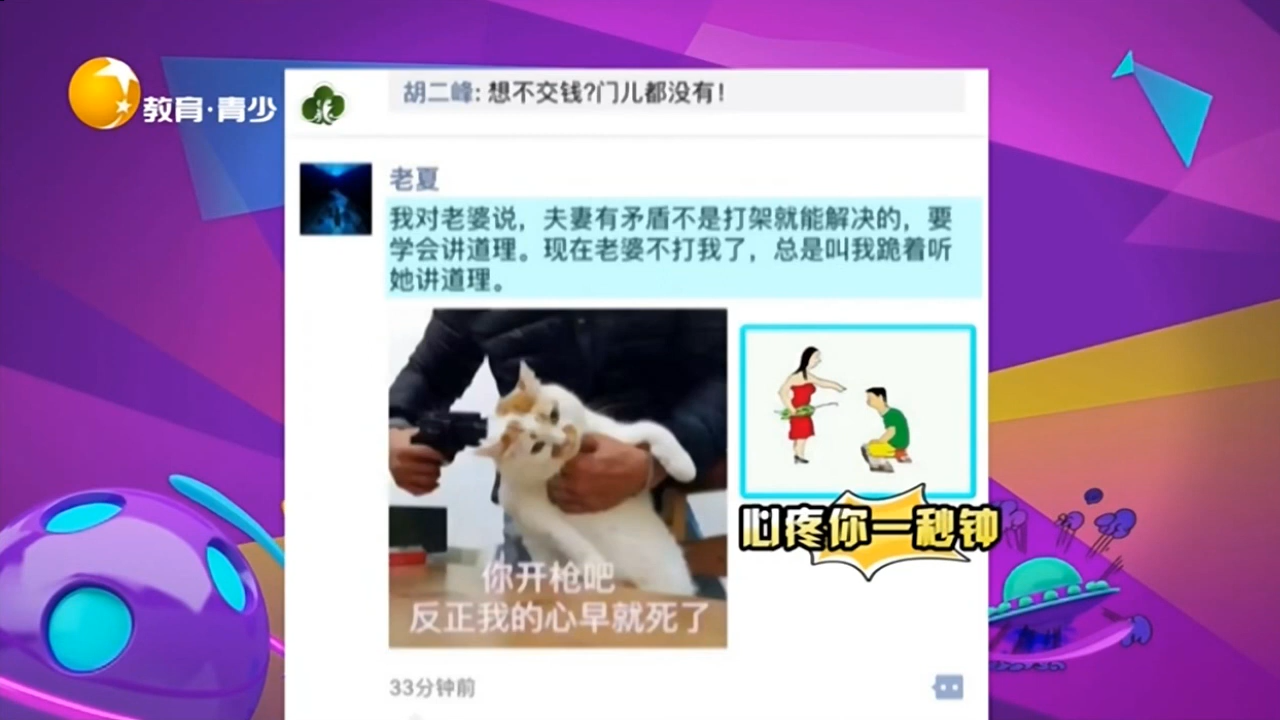 教育·青少
胡二峰: 想不交钱?门儿都没有!
老夏
我对老婆说，夫妻有矛盾不是打架就能解决的，要
学会讲道理。现在老婆不打我了，总是叫我跪着听
她讲道理。
你开枪吧
反正我的心早就死了
心疼你一秒钟
33分钟前